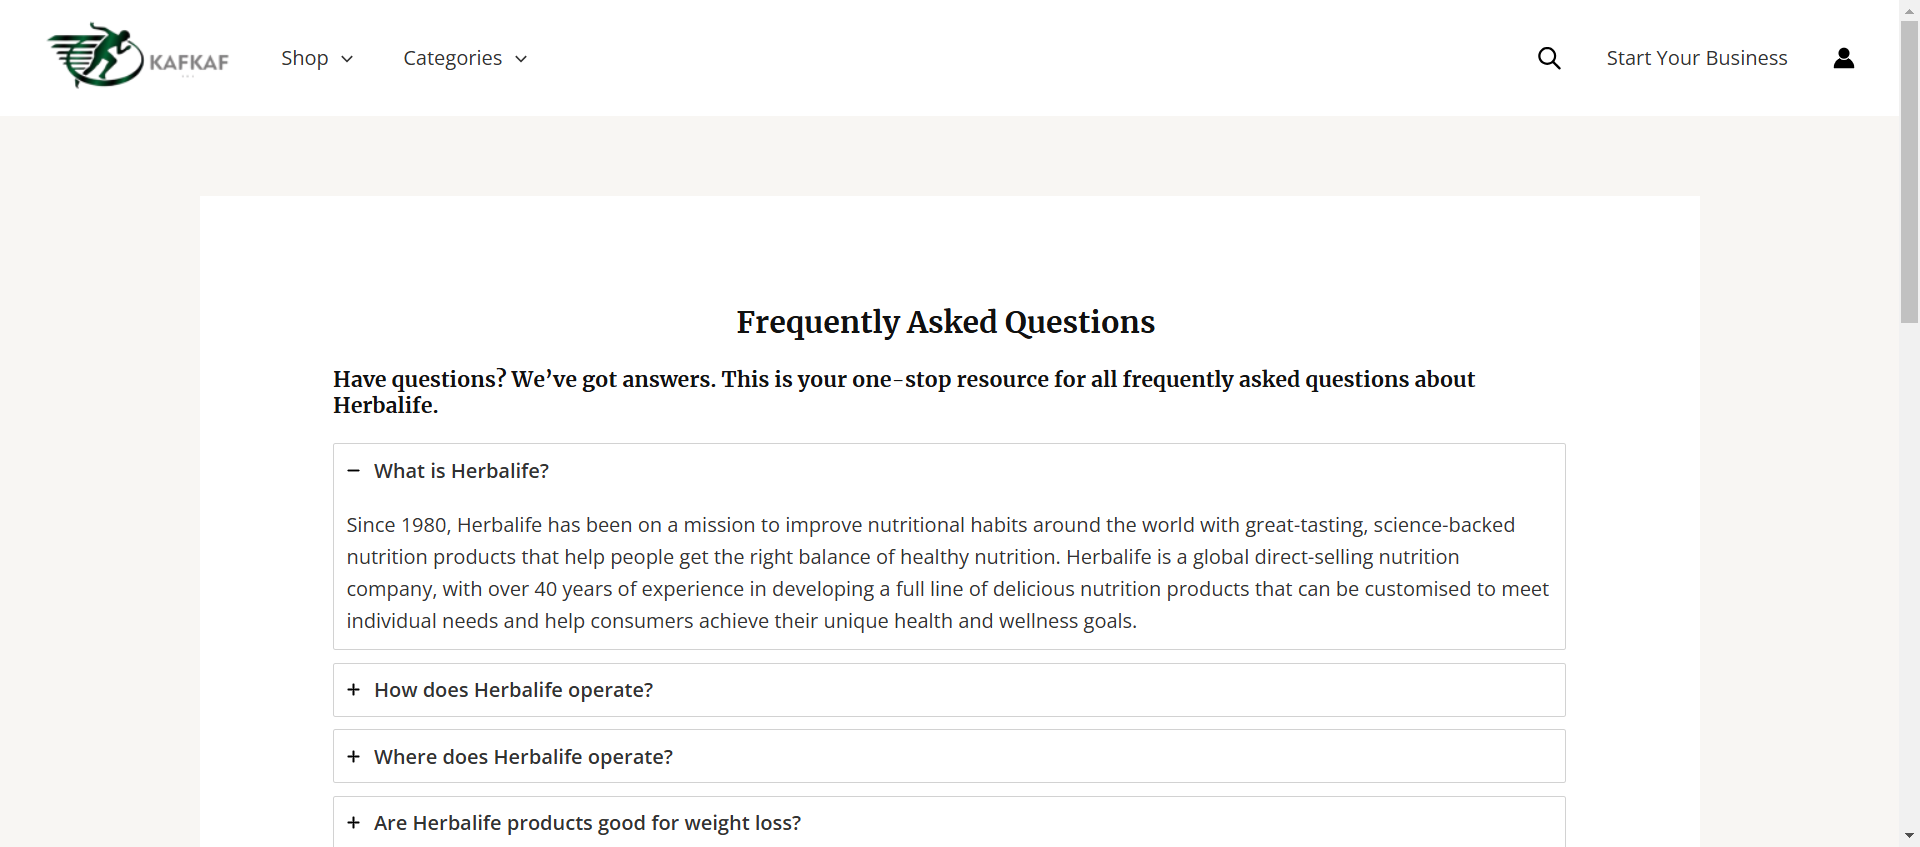 KAFKAF
Shop
Categories
Start Your Business
Frequently Asked Questions
Have questions? We’ve got answers. This is your one-stop resource for all frequently asked questions about
Herbalife.
What is Herbalife?
Since 1980, Herbalife has been on a mission to improve nutritional habits around the world with great-tasting, science-backed
nutrition products that help people get the right balance of healthy nutrition. Herbalife is a global direct-selling nutrition
company, with over 40 years of experience in developing a full line of delicious nutrition products that can be customised to meet
individual needs and help consumers achieve their unique health and wellness goals.
How does Herbalife operate?
Where does Herbalife operate?
Are Herbalife products good for weight loss?